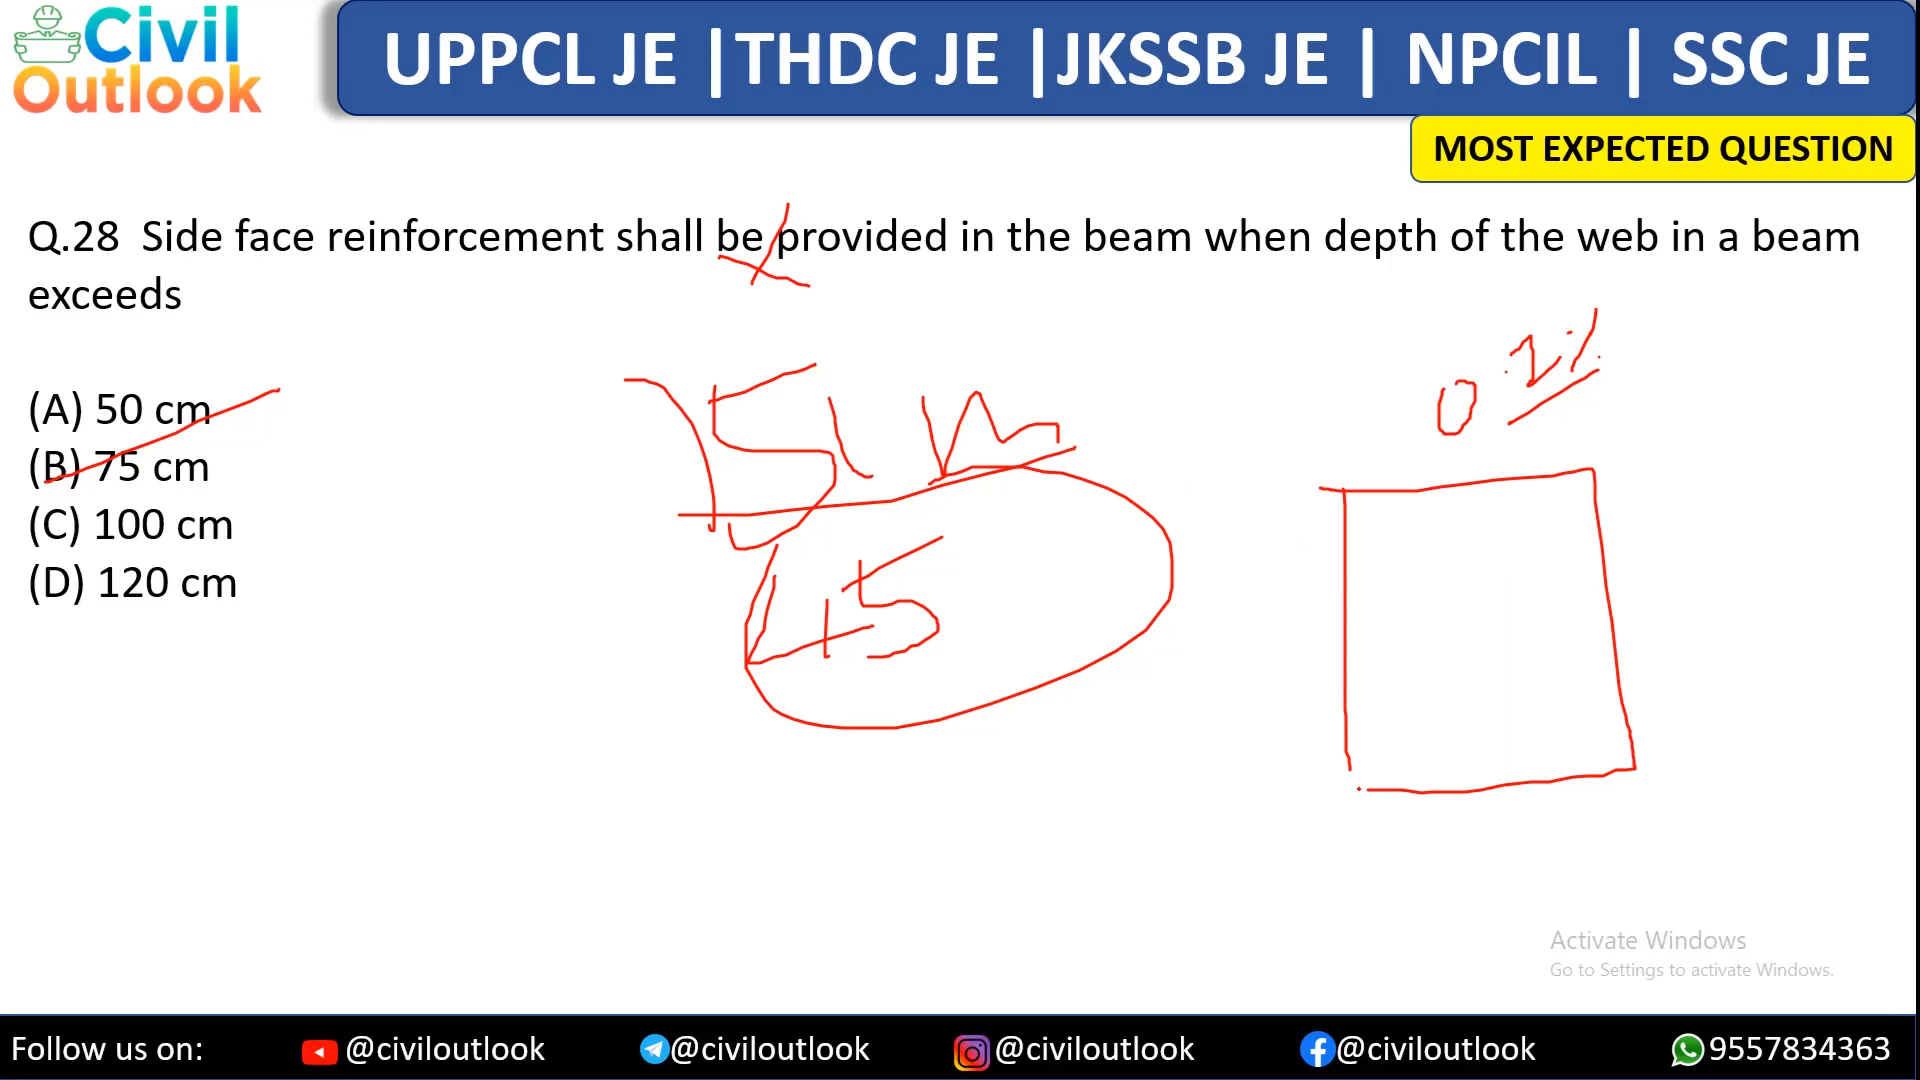 Civil
Outlook
UPPCL JE |THDC JE |JKSSB JE | NPCIL | SSC JE
MOST EXPECTED QUESTION
Q.28 Side face reinforcement shall be provided in the beam when depth of the web in a beam
exceeds
(A) 50 cm
(B) 75 cm
(C) 100 cm
(D) 120 cm
Activate Windows
Go to Settings to activate Windows.
Follow us on: @civiloutlook @civiloutlook @civiloutlook @civiloutlook 9557834363